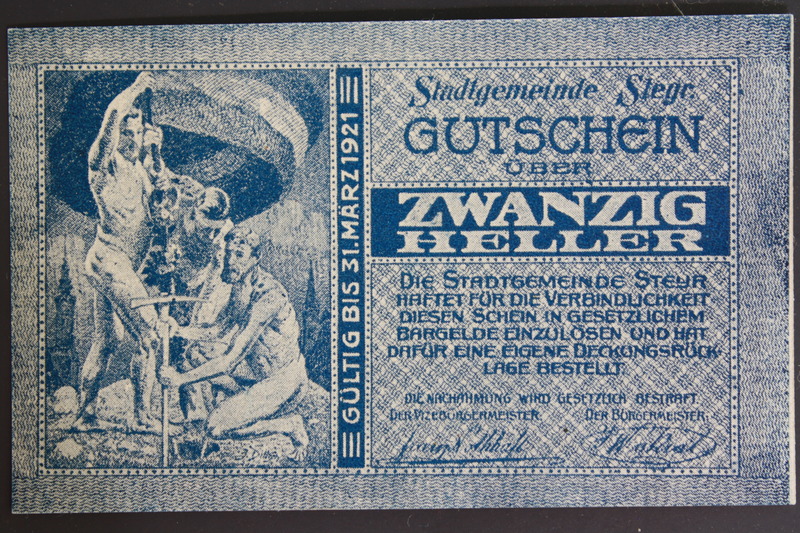 Stadtgemeinde Steyr.
GUTSCHEIN
ÜBER
ZWANZIG
HELLER
GÜLTIG BIS 31. MÄRZ 1921
DIE STADTGEMEINDE STEYR
HAFTET FÜR DIE VERBINDLICHKEIT
DIESEN SCHEIN IN GESETZLICHEM
BARGELDE EINZULÖSEN UND HAT
DAFÜR EINE EIGENE DECKUNGSRÜCK
LAGE BESTELLT.
DIE NACHAHMUNG WIRD GESETZLICH BESTRAFT.
DER VIZEBÜRGERMEISTER. DER BÜRGERMEISTER.